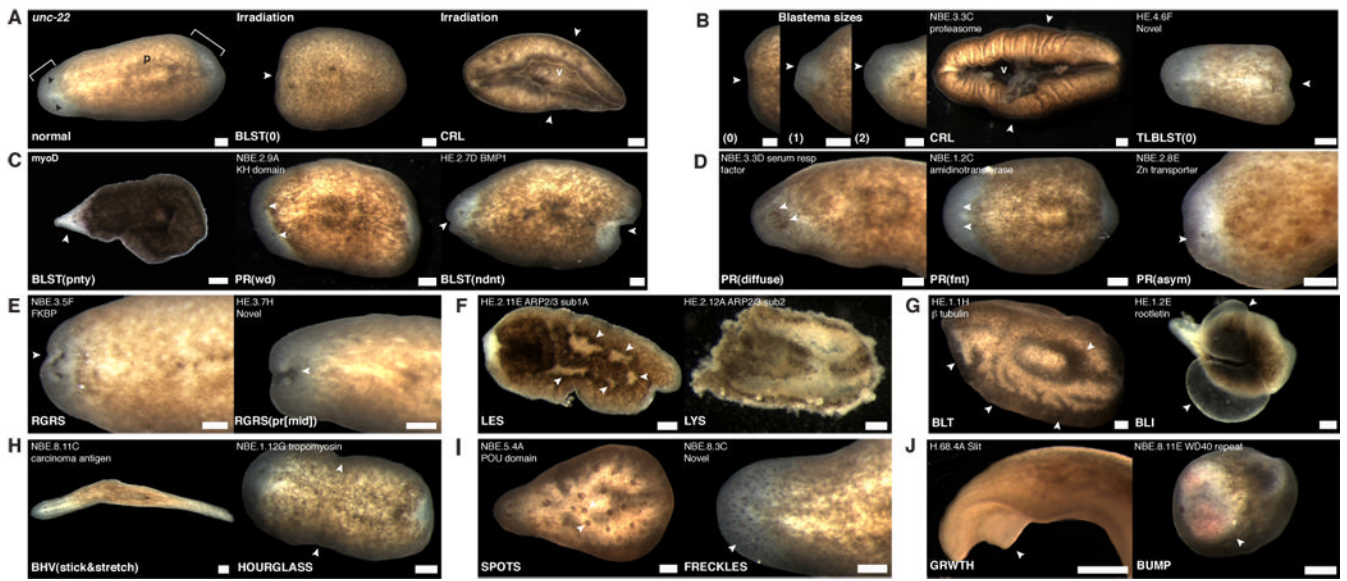 A
unc-22
Irradiation
Irradiation
p
v
normal
BLST(0)
CRL
B
Blastema sizes
NBE.3.3C
proteasome
HE.4.6F
Novel
v
(0)
(1)
(2)
CRL
TLBLST(0)
C
myoD
NBE.2.9A
KH domain
HE.2.7D BMP1
BLST(pnty)
PR(wd)
BLST(ndnt)
D
NBE.3.3D serum resp
factor
NBE.1.2C
amidinotransferase
NBE.2.8E
Zn transporter
PR(diffuse)
PR(fnt)
PR(asym)
E
NBE.3.5F
FKBP
HE.3.7H
Novel
RGRS
RGRS(pr[mid])
F
HE.2.11E ARP2/3 sub1A
HE.2.12A ARP2/3 sub2
LES
LYS
G
HE.1.1H
β tubulin
HE.1.2E
rootletin
BLT
BLI
H
NBE.8.11C
carcinoma antigen
NBE.1.12G tropomyosin
BHV(stick&stretch)
HOURGLASS
I
NBE.5.4A
POU domain
NBE.8.3C
Novel
SPOTS
FRECKLES
J
H.68.4A Slit
NBE.8.11E WD40 repeat
GRWTH
BUMP